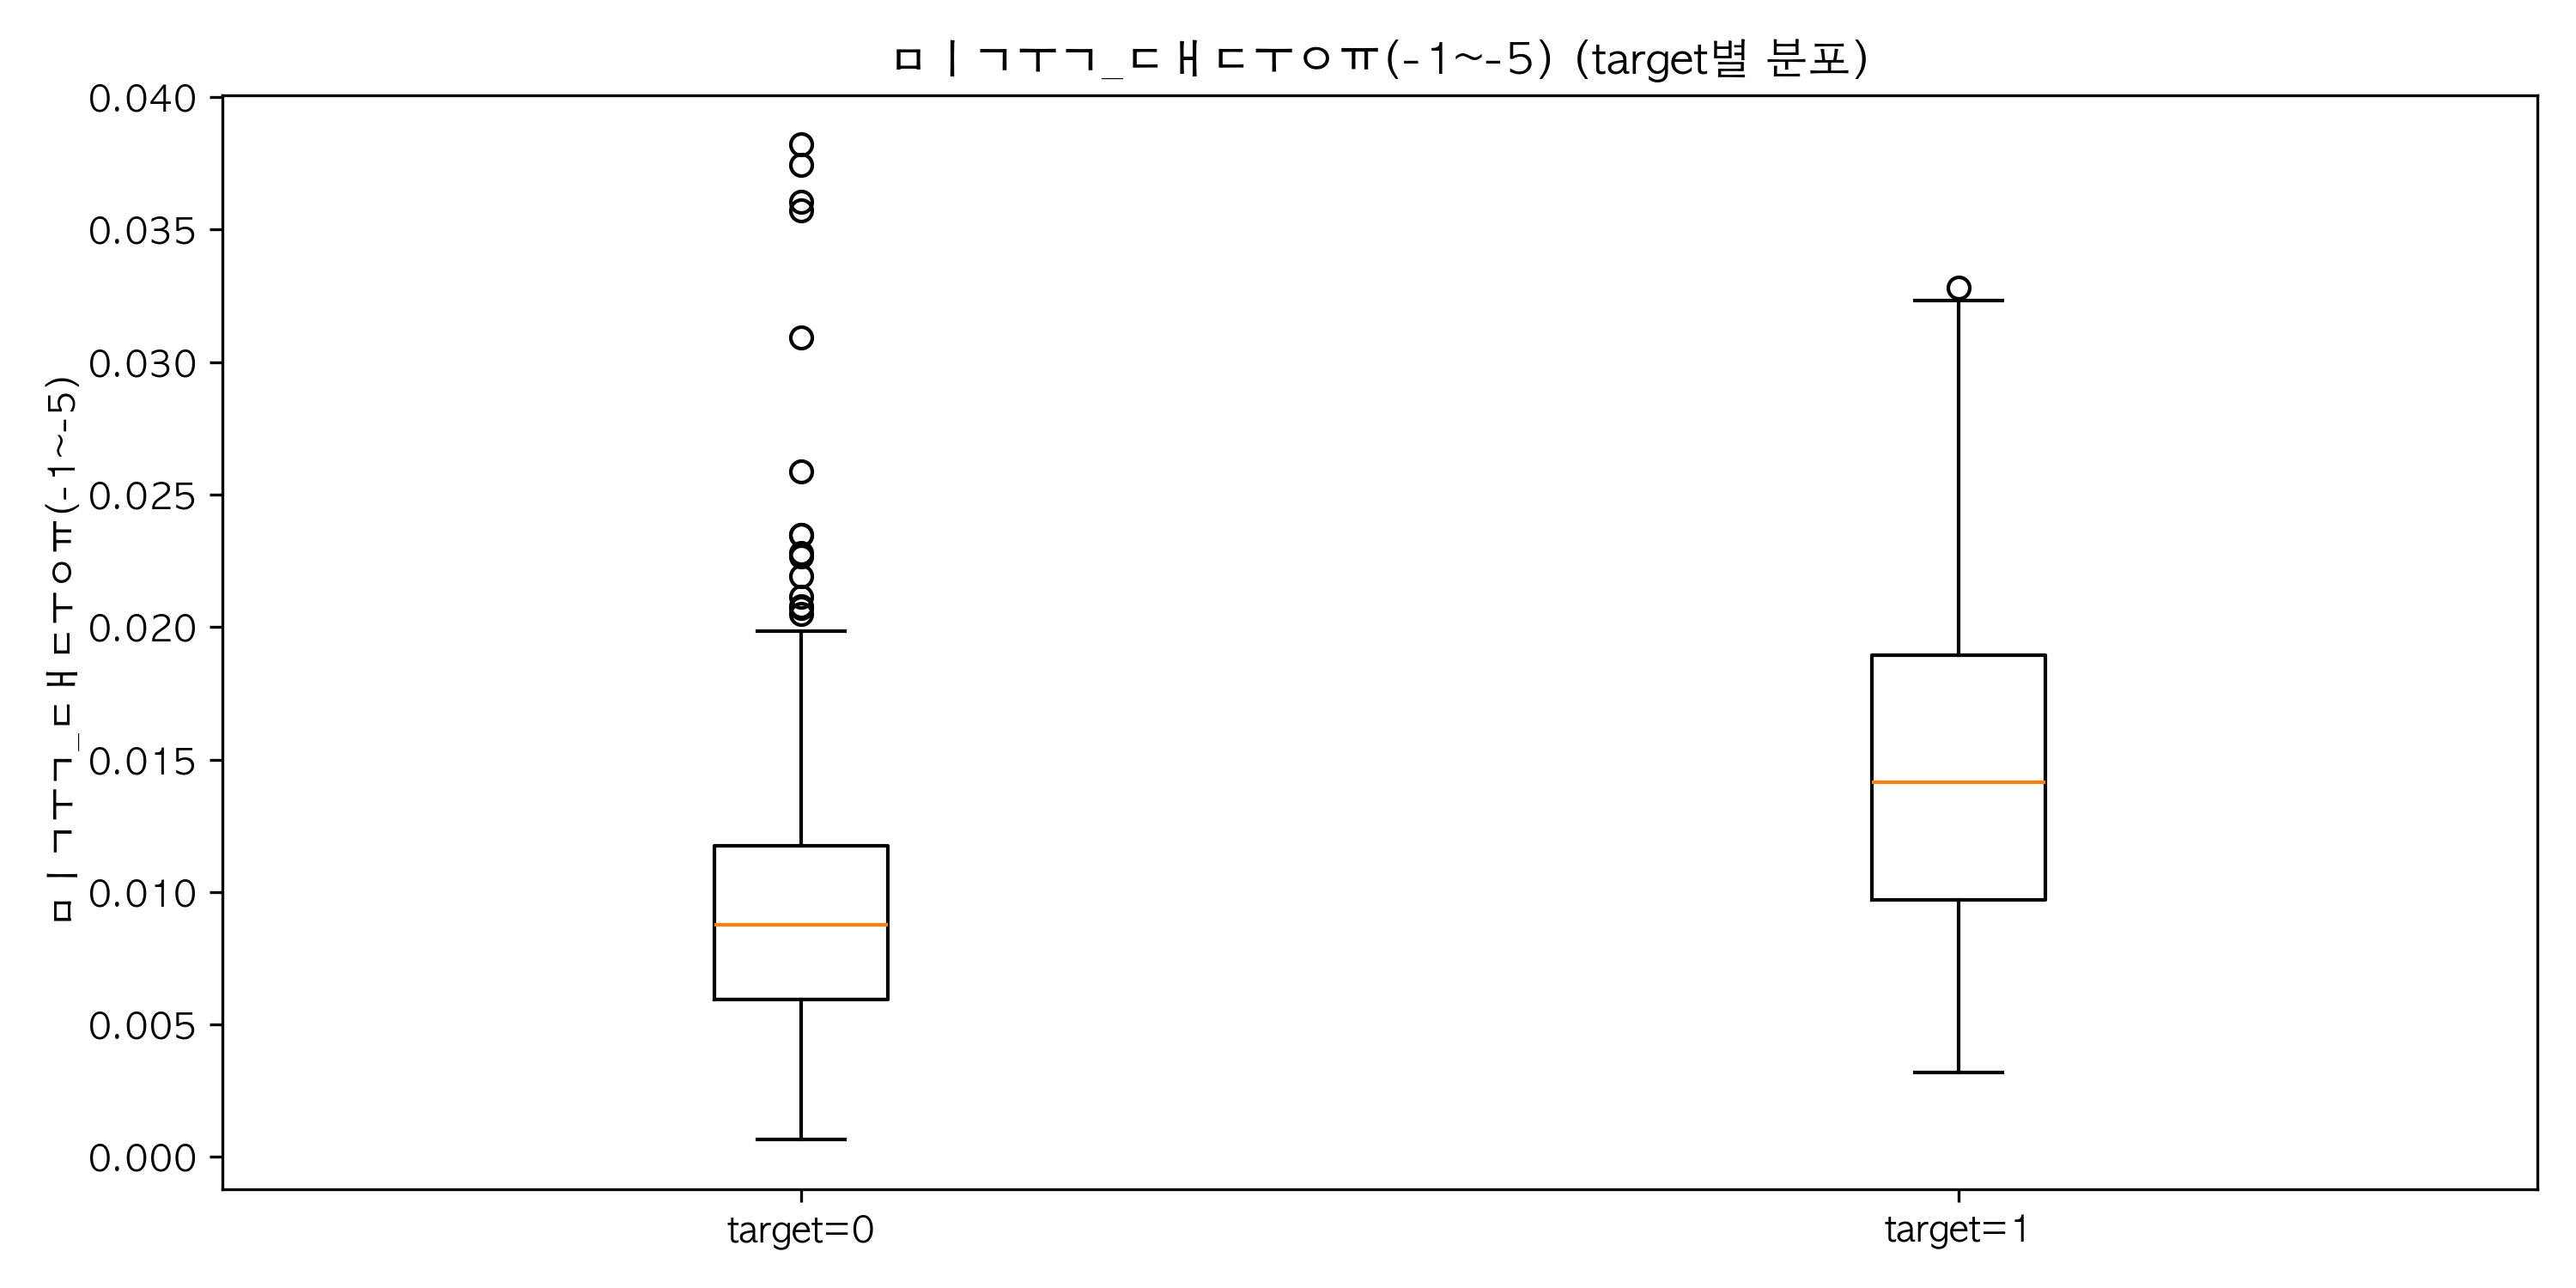 ㅁㅣㄱㅜㄱ_ㄷㅐㄷㅜㅇㅠ(-1~-5) (target별 분포)
ㅁㅣㄱㅜㄱ_ㄷㅐㄷㅜㅇㅠ(-1~-5)
0.040
0.035
0.030
0.025
0.020
0.015
0.010
0.005
0.000
target=0
target=1